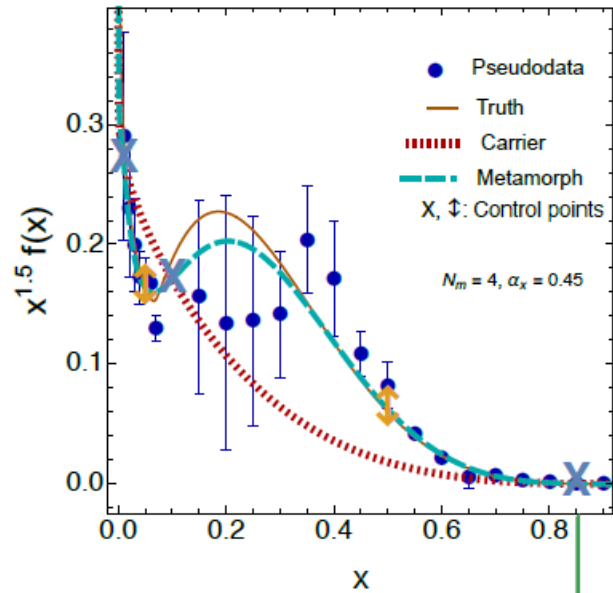 Pseudodata
Truth
Carrier
Metamorph
X, ↕: Control points
N_m = 4, α_x = 0.45
x^1.5 f(x)
0.3
0.2
0.1
0.0
0.0 0.2 0.4 0.6 0.8
x